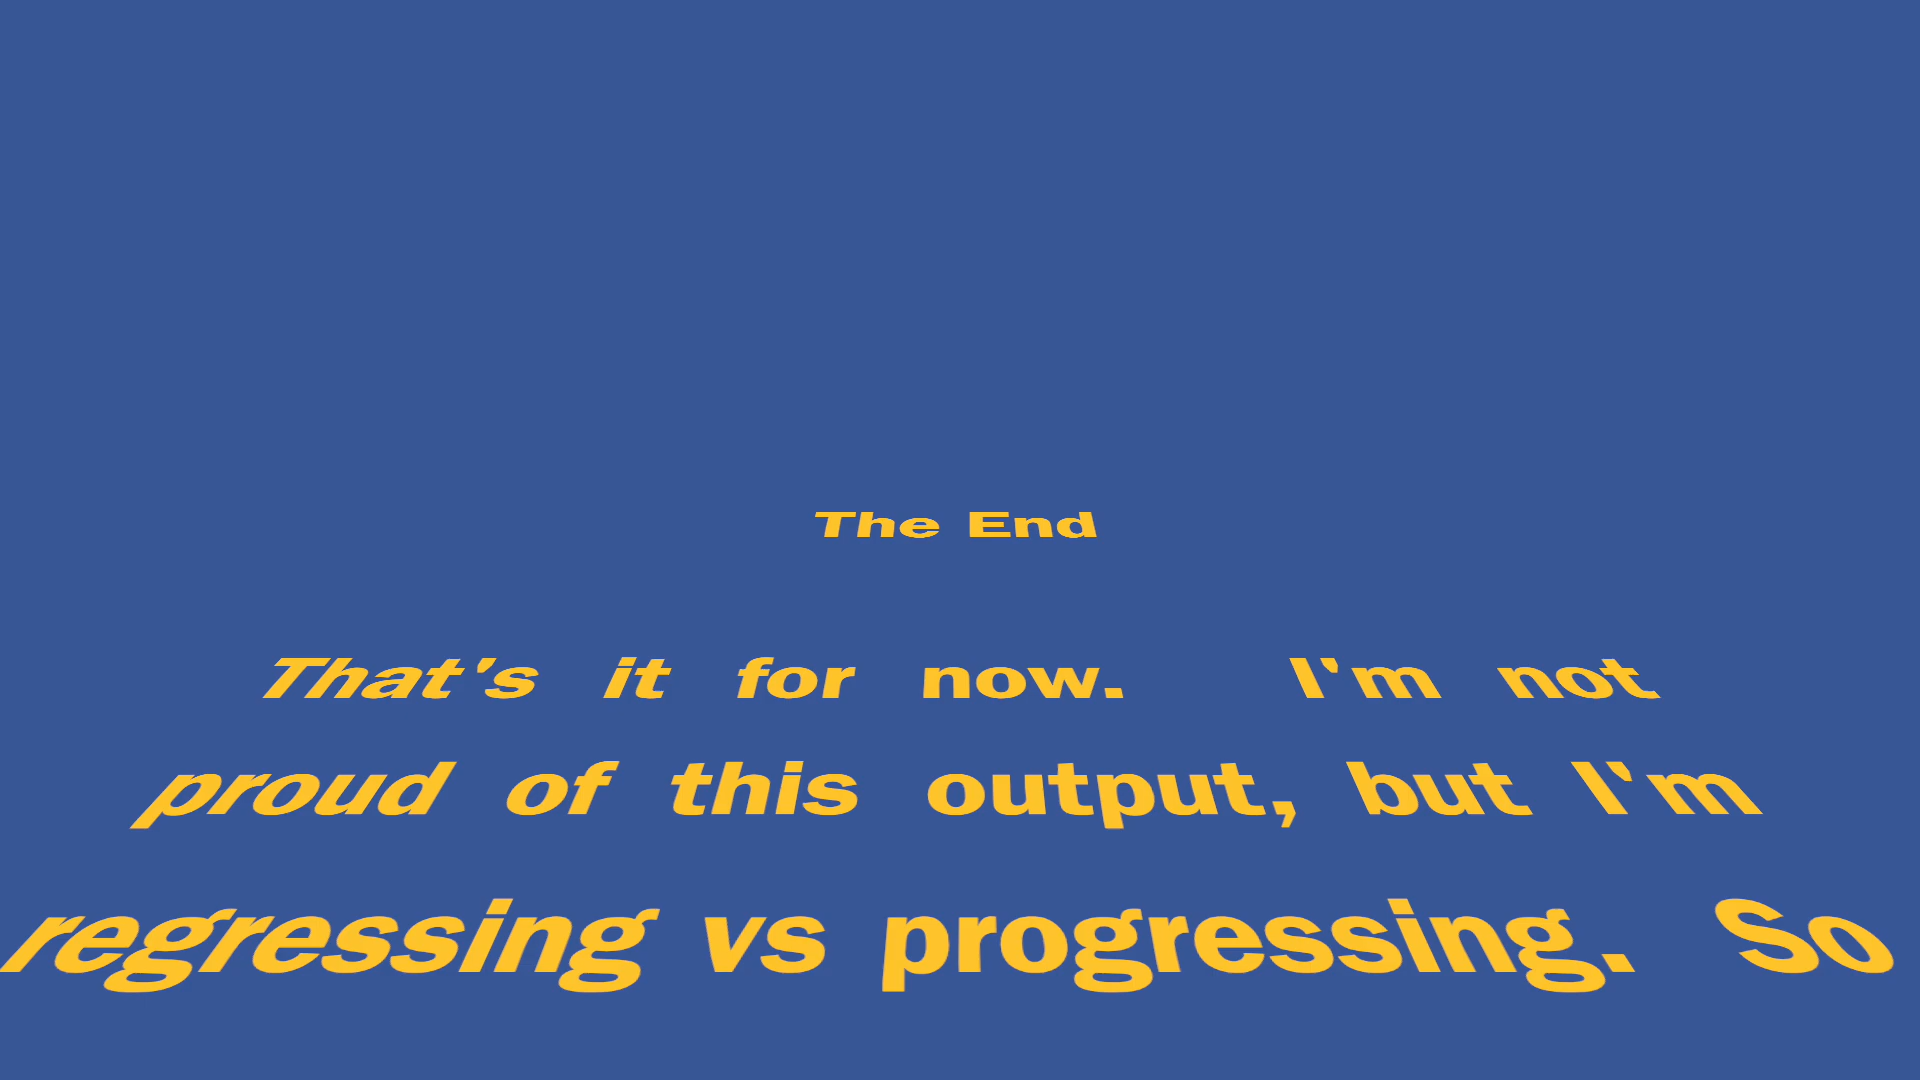 The End
That's it for now. I'm not
proud of this output, but I'm
regressing vs progressing. So